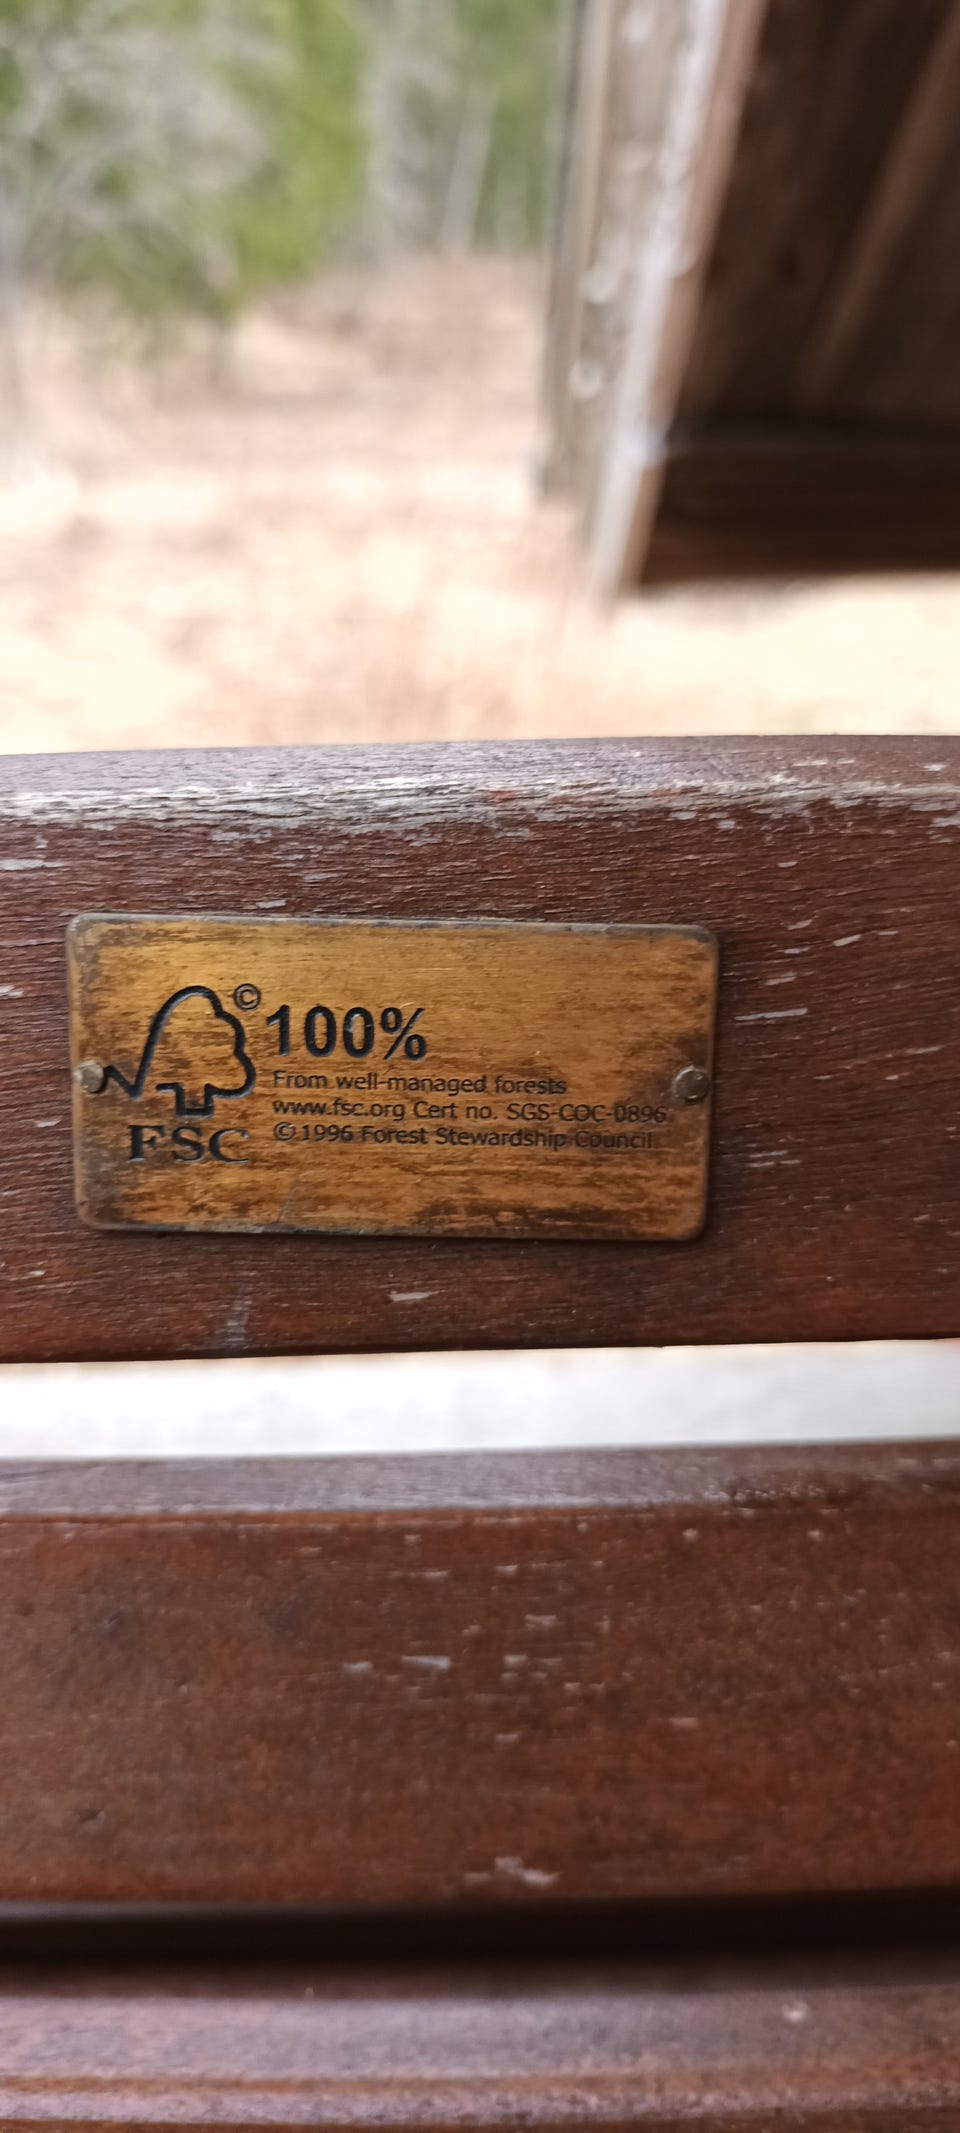 © 100%
From well-managed forests
www.fsc.org Cert no. SGS-COC-0896
FSC ©1996 Forest Stewardship Council